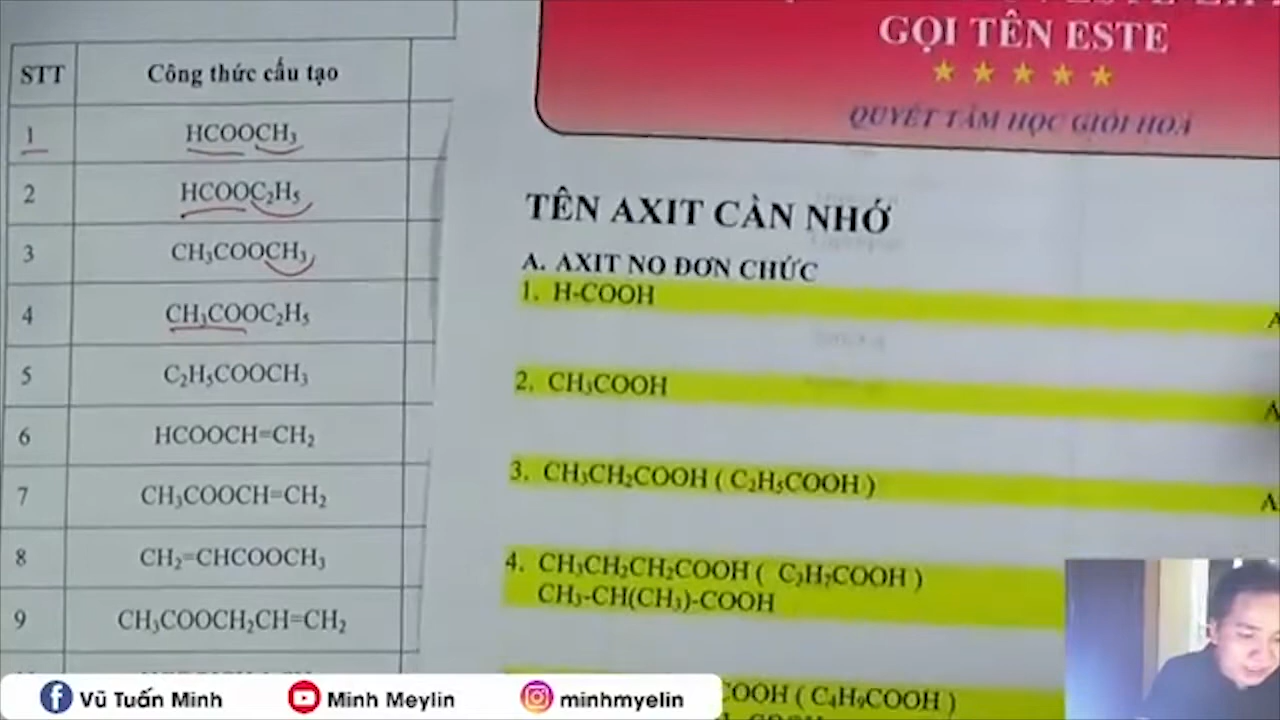 STT Công thức cấu tạo
1 HCOOCH₃
2 HCOOC₂H₅
3 CH₃COOCH₃
4 CH₃COOC₂H₅
5 C₂H₅COOCH₃
6 HCOOCH=CH₂
7 CH₃COOCH=CH₂
8 CH₂=CHCOOCH₃
9 CH₃COOCH₂CH=CH₂
GỌI TÊN ESTE
QUYẾT TÂM HỌC GIỎI HOÁ
TÊN AXIT CẦN NHỚ
A. AXIT NO ĐƠN CHỨC
1. H-COOH
2. CH₃COOH
3. CH₃CH₂COOH ( C₂H₅COOH )
4. CH₃CH₂CH₂COOH ( C₃H₇COOH )
CH₃-CH(CH₃)-COOH
COOH ( C₄H₉COOH )
Vũ Tuấn Minh Minh Meylin minhmyelin